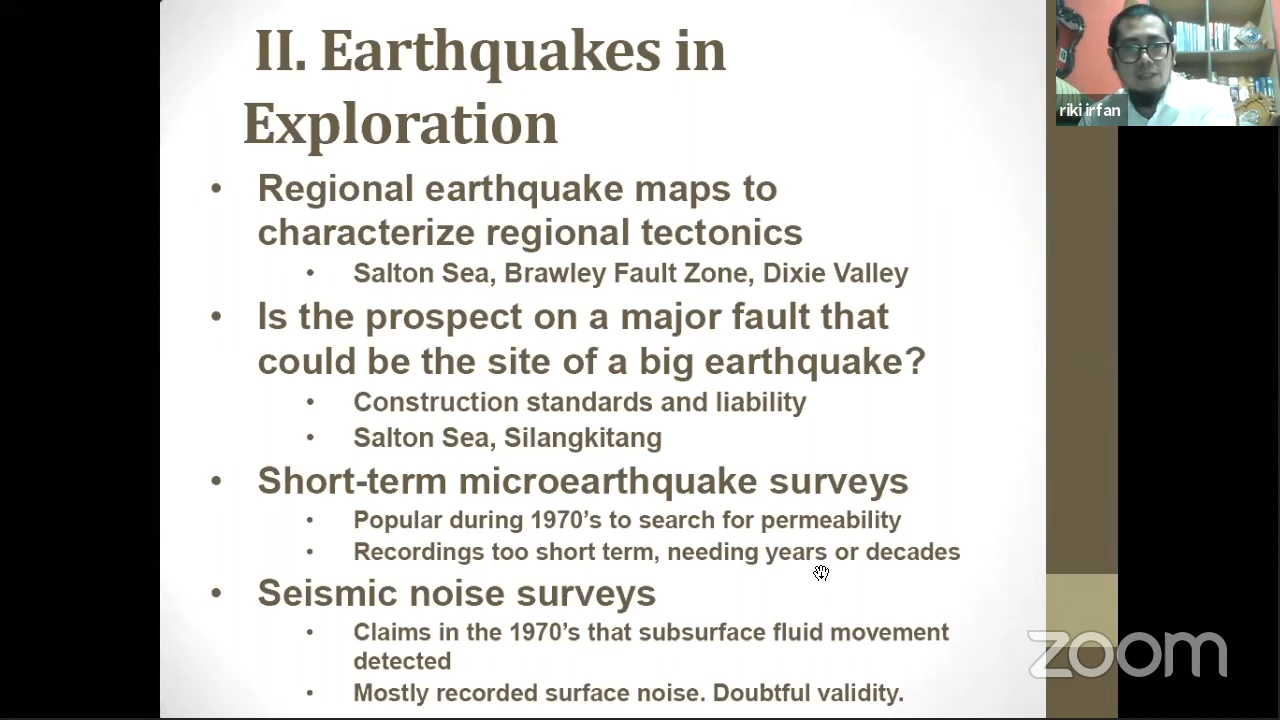 II. Earthquakes in
Exploration
• Regional earthquake maps to
characterize regional tectonics
• Salton Sea, Brawley Fault Zone, Dixie Valley
• Is the prospect on a major fault that
could be the site of a big earthquake?
• Construction standards and liability
• Salton Sea, Silangkitang
• Short-term microearthquake surveys
• Popular during 1970’s to search for permeability
• Recordings too short term, needing years or decades
• Seismic noise surveys
• Claims in the 1970’s that subsurface fluid movement
detected
• Mostly recorded surface noise. Doubtful validity.
riki irfan
zoom